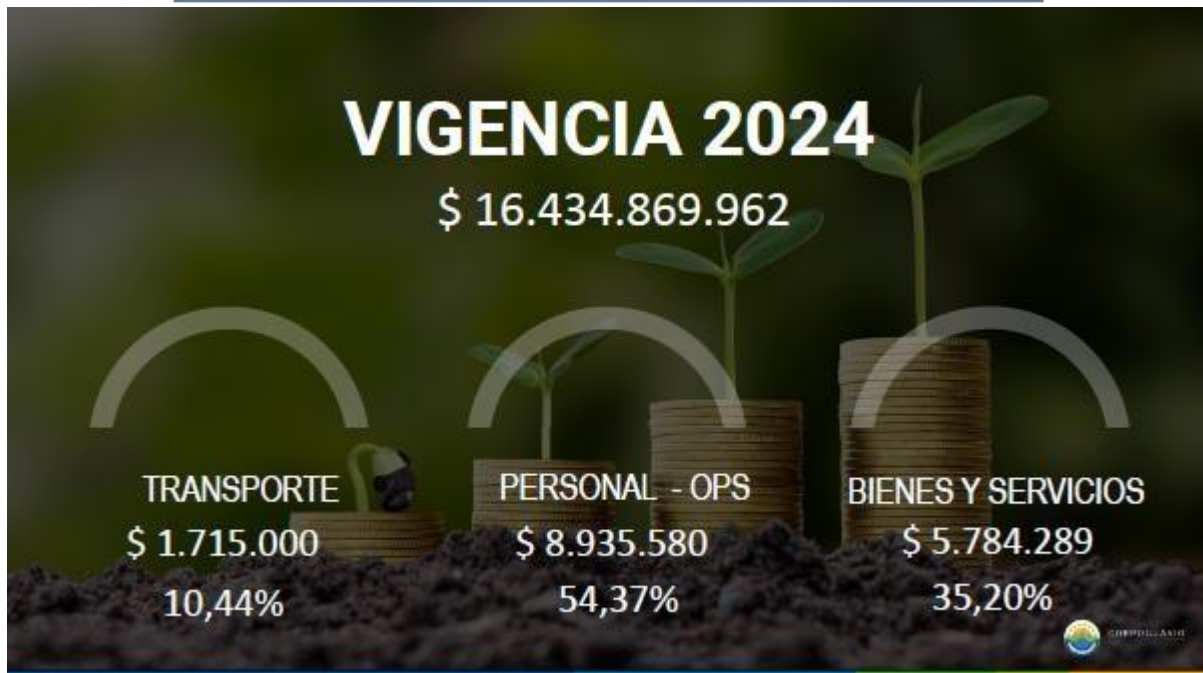 VIGENCIA 2024
$ 16.434.869.962
TRANSPORTE
$ 1.715.000
10,44%
PERSONAL - OPS
$ 8.935.580
54,37%
BIENES Y SERVICIOS
$ 5.784.289
35,20%